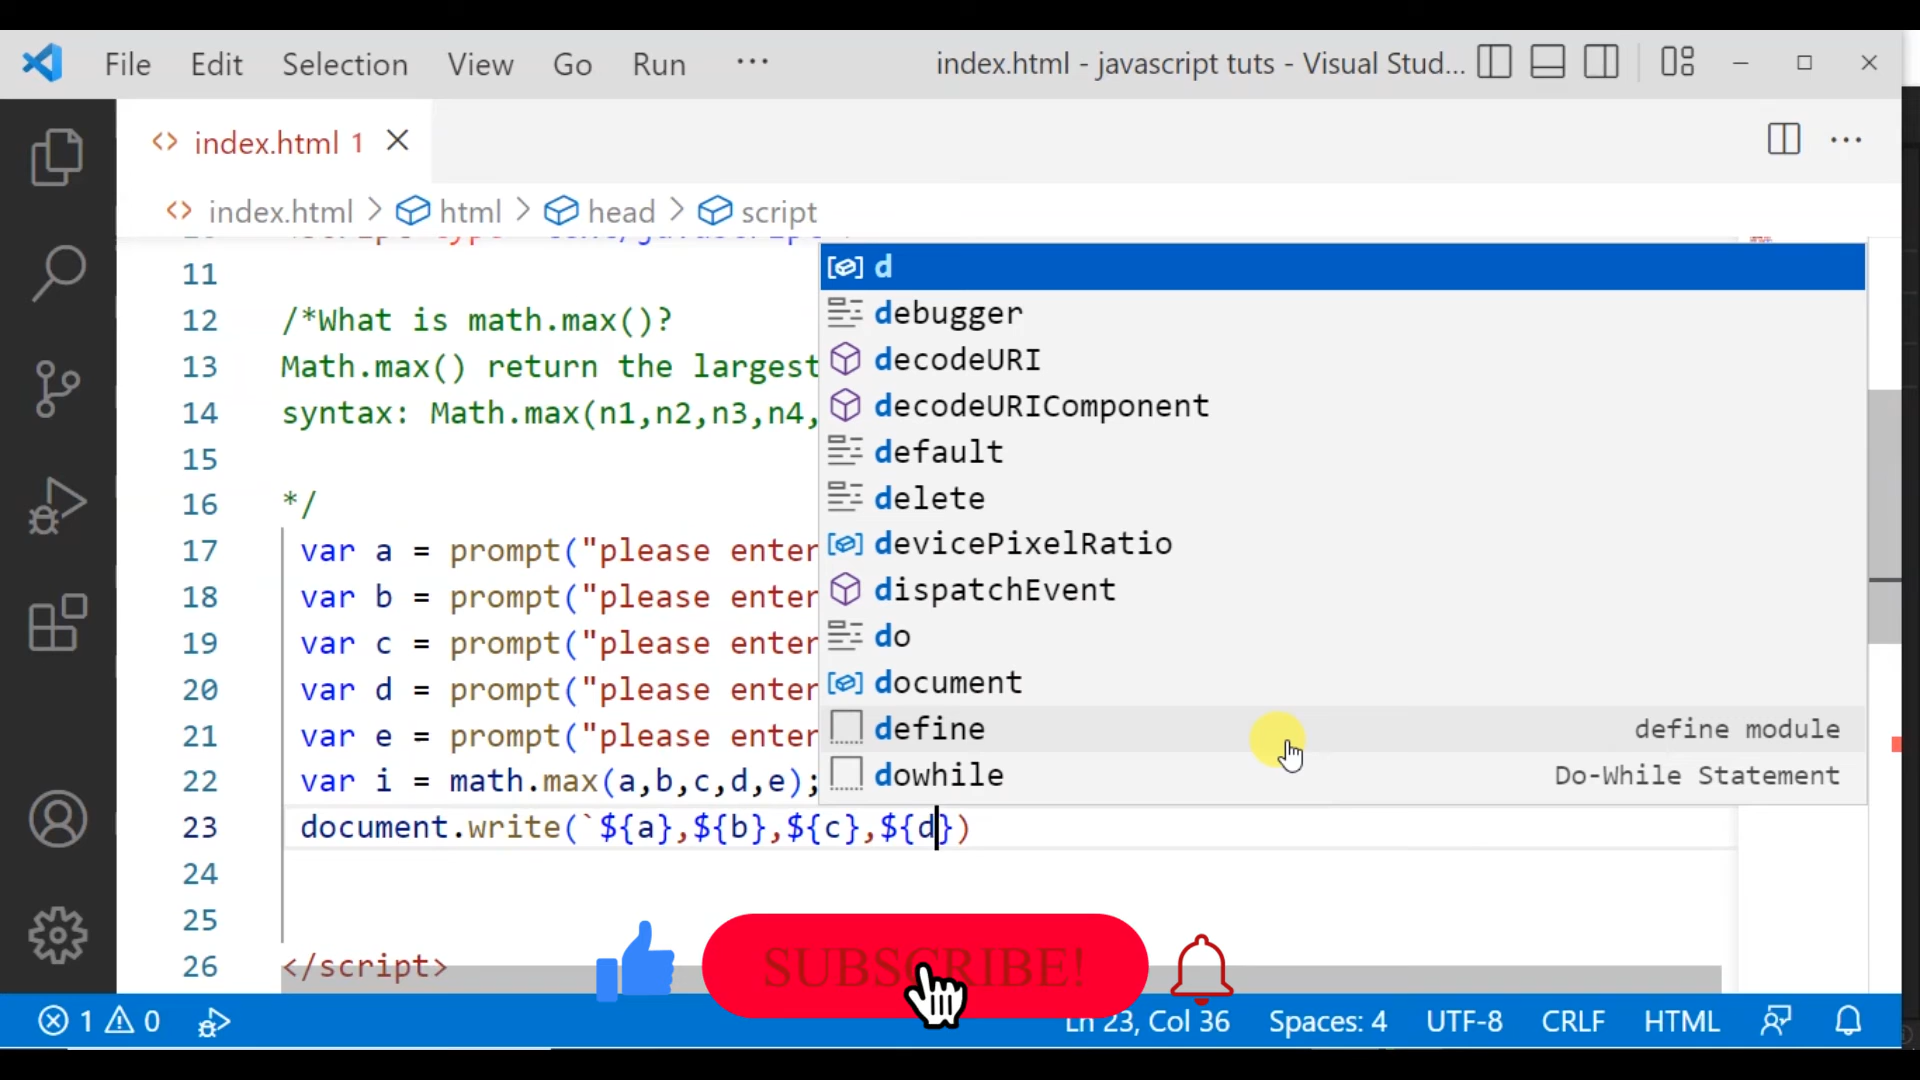 File Edit Selection View Go Run ··· index.html - javascript tuts - Visual Stud...
index.html 1
index.html > html > head > script
11
12 /*What is math.max()?
13 Math.max() return the largest
14 syntax: Math.max(n1,n2,n3,n4,
15
16 */
17 var a = prompt("please enter
18 var b = prompt("please enter
19 var c = prompt("please enter
20 var d = prompt("please enter
21 var e = prompt("please enter
22 var i = math.max(a,b,c,d,e);
23 document.write(`${a},${b},${c},${d})
24
25
26 </script>
d
debugger
decodeURI
decodeURIComponent
default
delete
devicePixelRatio
dispatchEvent
do
document
define define module
dowhile Do-While Statement
SUBSCRIBE!
1 0 Ln 23, Col 36 Spaces: 4 UTF-8 CRLF HTML